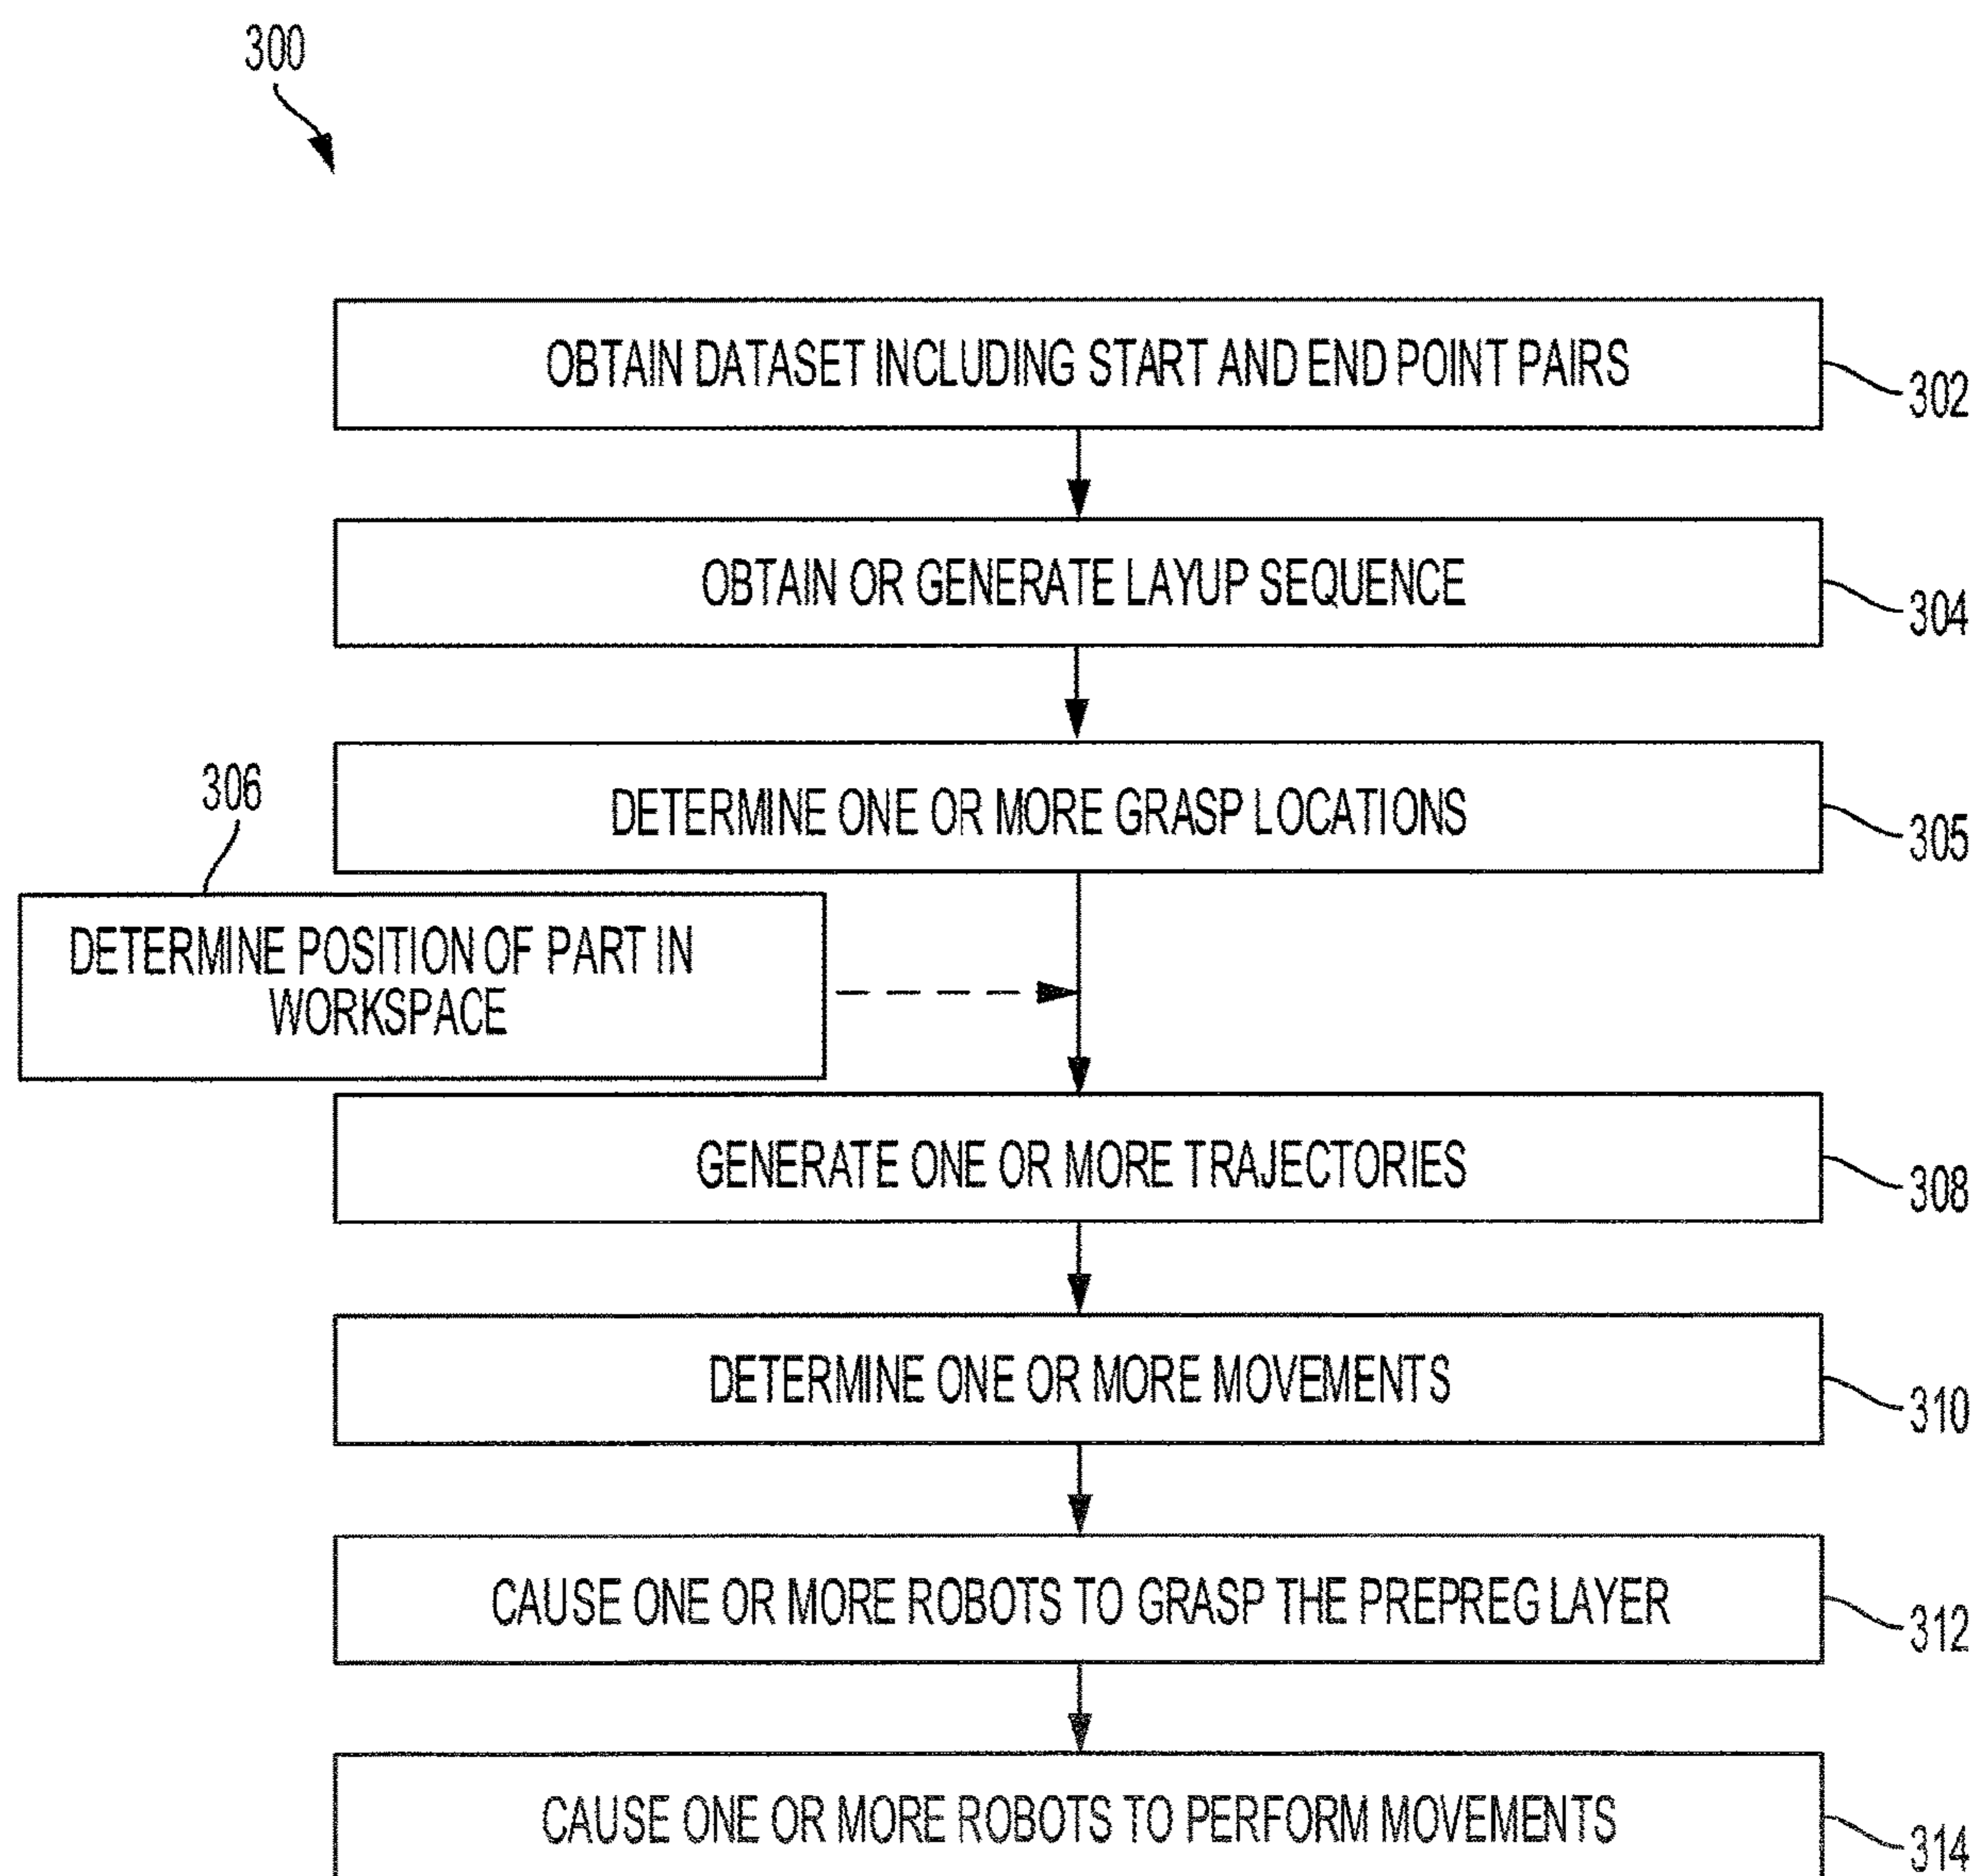 300
OBTAIN DATASET INCLUDING START AND END POINT PAIRS
302
OBTAIN OR GENERATE LAYUP SEQUENCE
304
DETERMINE ONE OR MORE GRASP LOCATIONS
305
306
DETERMINE POSITION OF PART IN
WORKSPACE
GENERATE ONE OR MORE TRAJECTORIES
308
DETERMINE ONE OR MORE MOVEMENTS
310
CAUSE ONE OR MORE ROBOTS TO GRASP THE PREPREG LAYER
312
CAUSE ONE OR MORE ROBOTS TO PERFORM MOVEMENTS
314